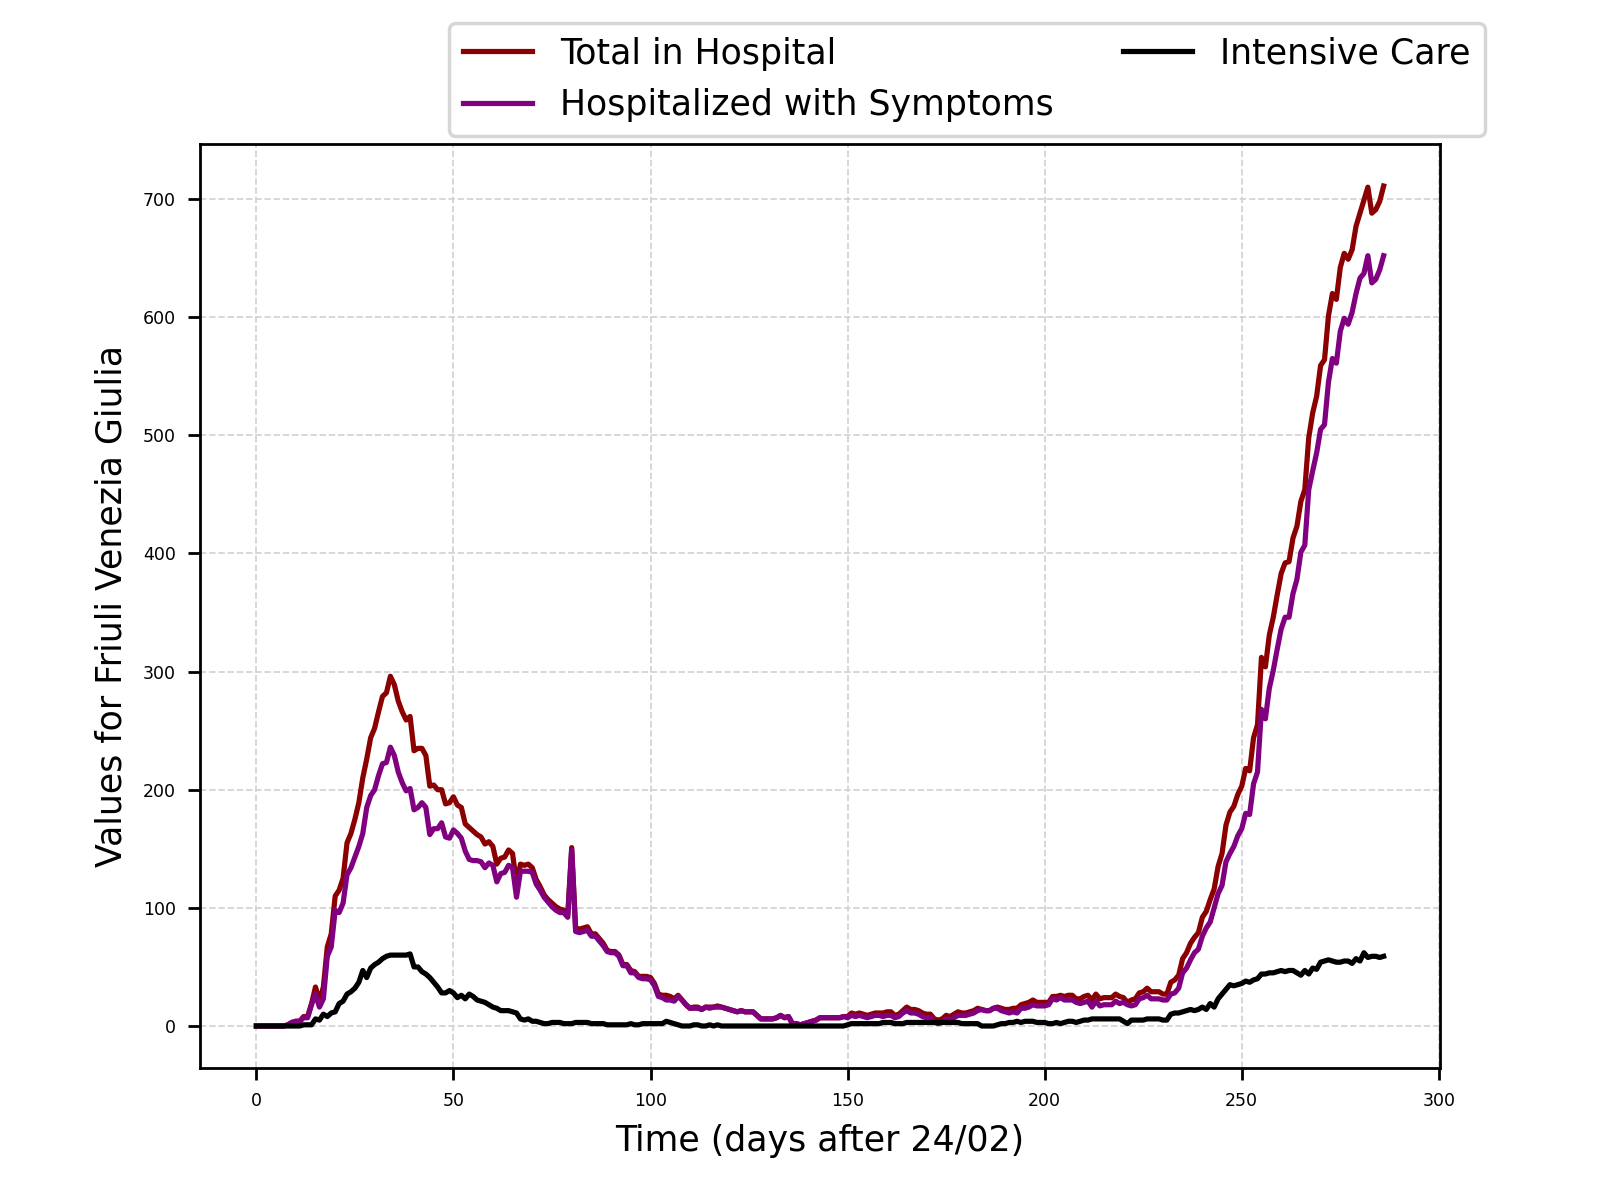 Total in Hospital
Hospitalized with Symptoms
Intensive Care
Values for Friuli Venezia Giulia
700
600
500
400
300
200
100
0
0 50 100 150 200 250 300
Time (days after 24/02)